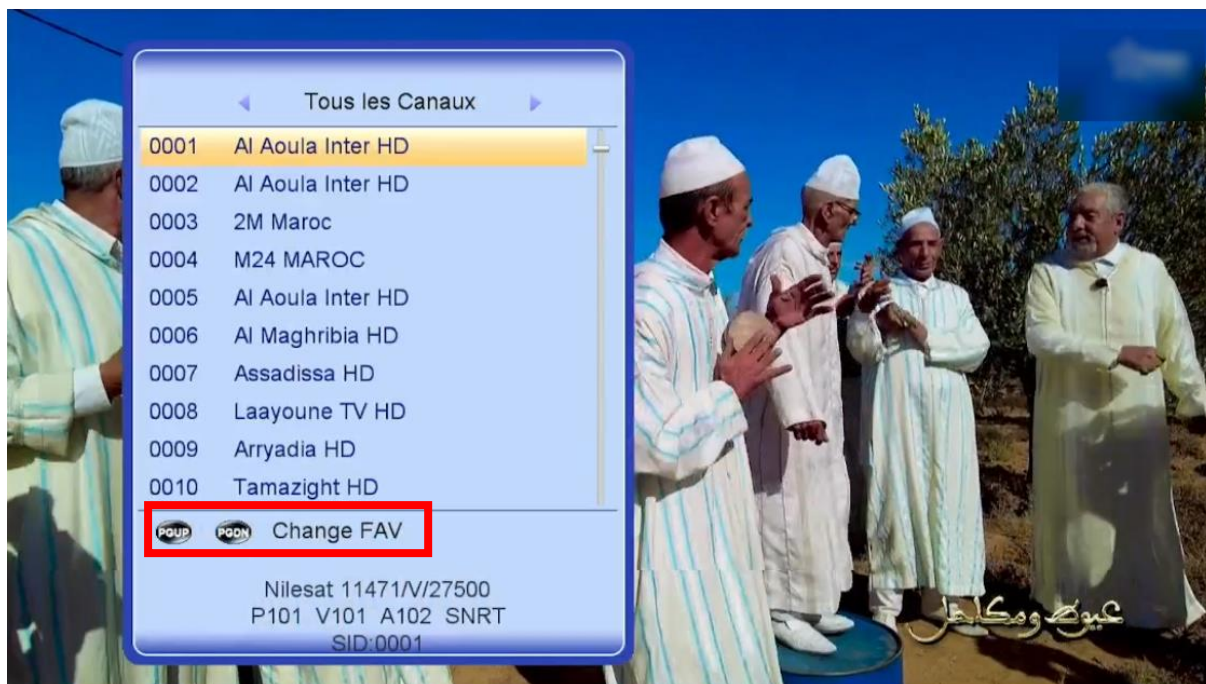 Tous les Canaux
0001 Al Aoula Inter HD
0002 Al Aoula Inter HD
0003 2M Maroc
0004 M24 MAROC
0005 Al Aoula Inter HD
0006 Al Maghribia HD
0007 Assadissa HD
0008 Laayoune TV HD
0009 Arryadia HD
0010 Tamazight HD
PGUP PGDN Change FAV
Nilesat 11471/V/27500
P101 V101 A102 SNRT
SID:0001
عيوط ومكاحل